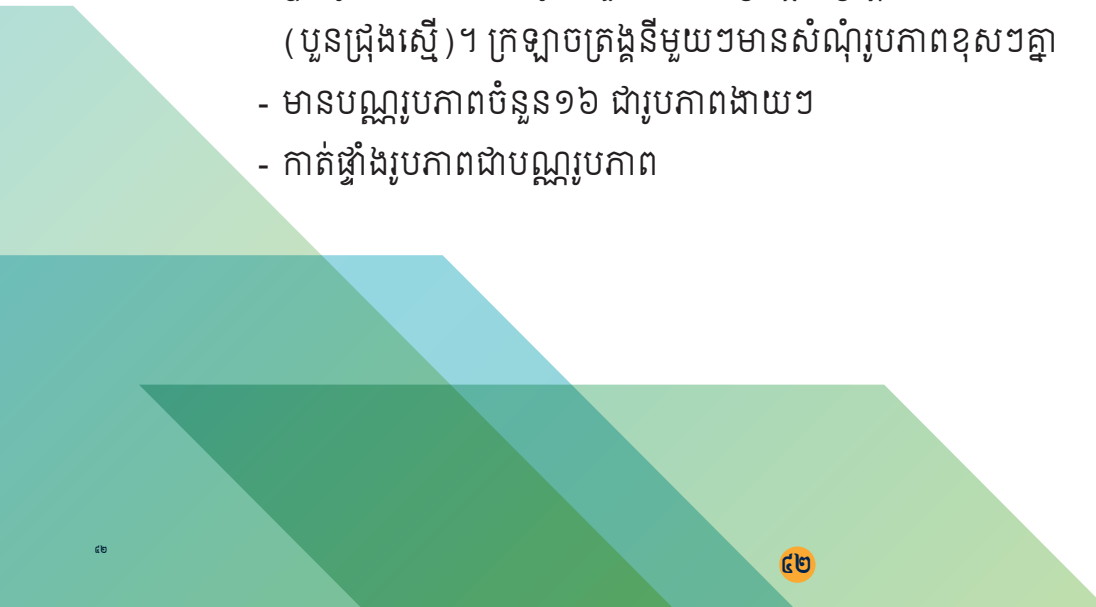 (បួនជ្រុងស្មើ)។ ក្រឡាចត្រង្គនីមួយៗមានសំណុំរូបភាពខុសៗគ្នា
- មានបណ្ណរូបភាពចំនួន១៦ ជារូបភាពងាយៗ
- កាត់ផ្ទាំងរូបភាពជាបណ្ណរូបភាព
៤២
៤២